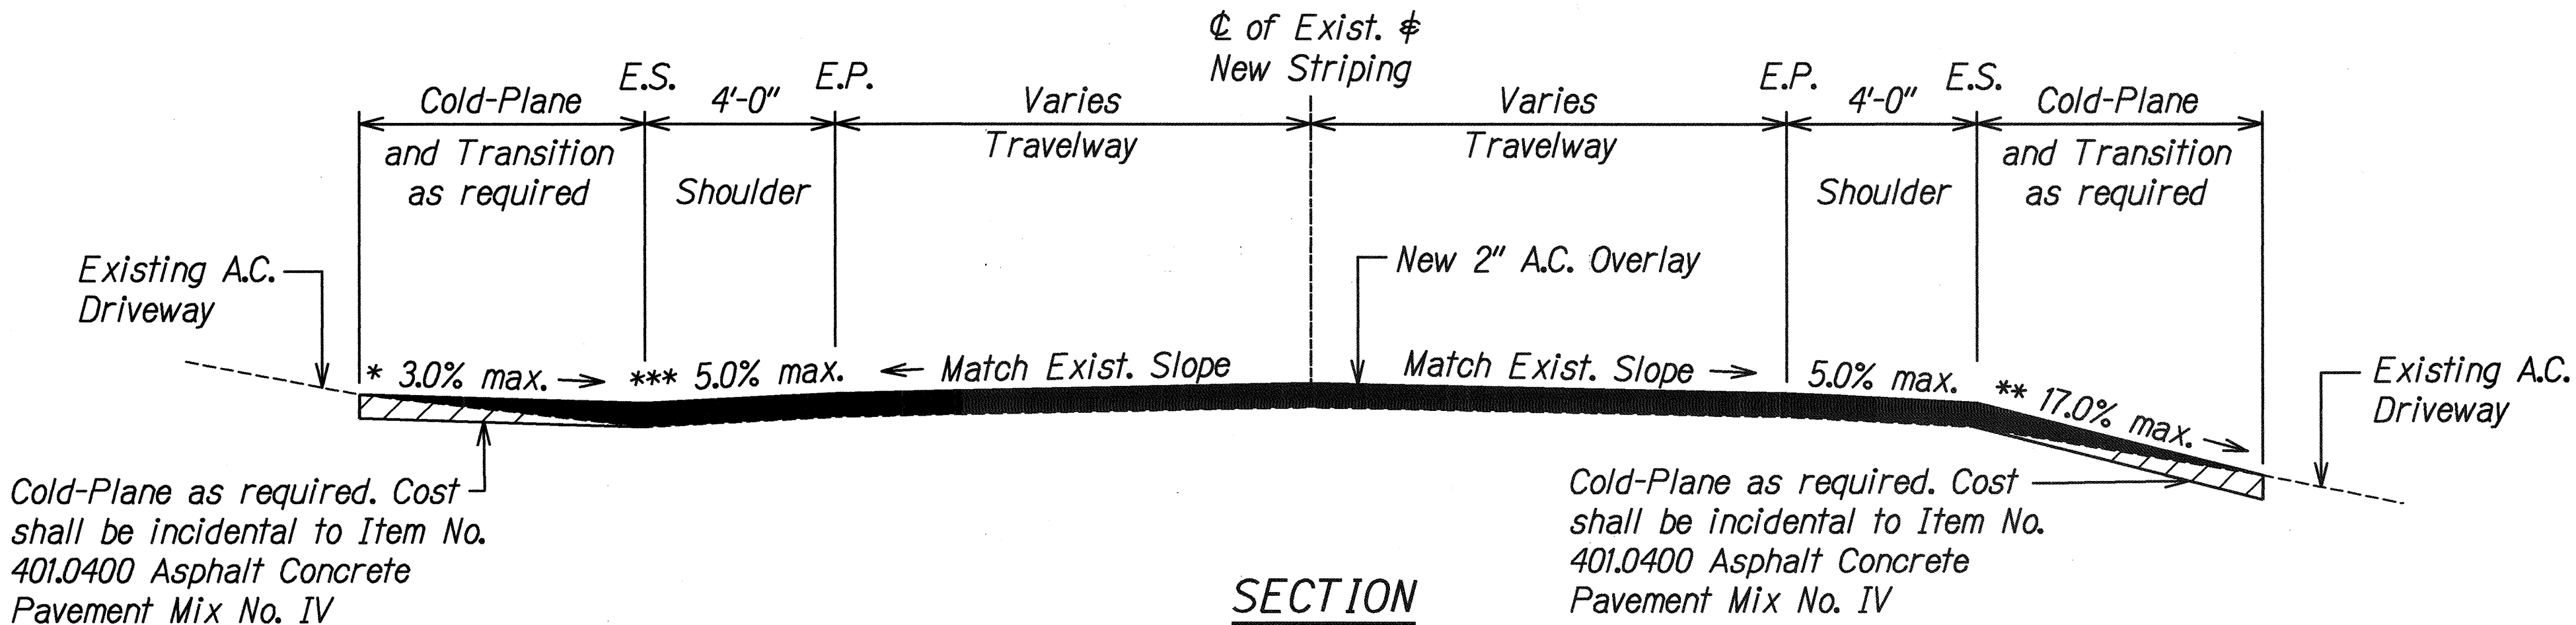 ℄ of Exist. &
New Striping
E.S.
E.P.
E.P.
E.S.
Cold-Plane
4'-0"
Varies
Varies
4'-0"
Cold-Plane
and Transition
as required
Shoulder
Travelway
Travelway
Shoulder
and Transition
as required
Existing A.C.
Driveway
New 2" A.C. Overlay
* 3.0% max.
*** 5.0% max.
Match Exist. Slope
Match Exist. Slope
5.0% max.
** 17.0% max.
Existing A.C.
Driveway
Cold-Plane as required. Cost
shall be incidental to Item No.
401.0400 Asphalt Concrete
Pavement Mix No. IV
Cold-Plane as required. Cost
shall be incidental to Item No.
401.0400 Asphalt Concrete
Pavement Mix No. IV
SECTION